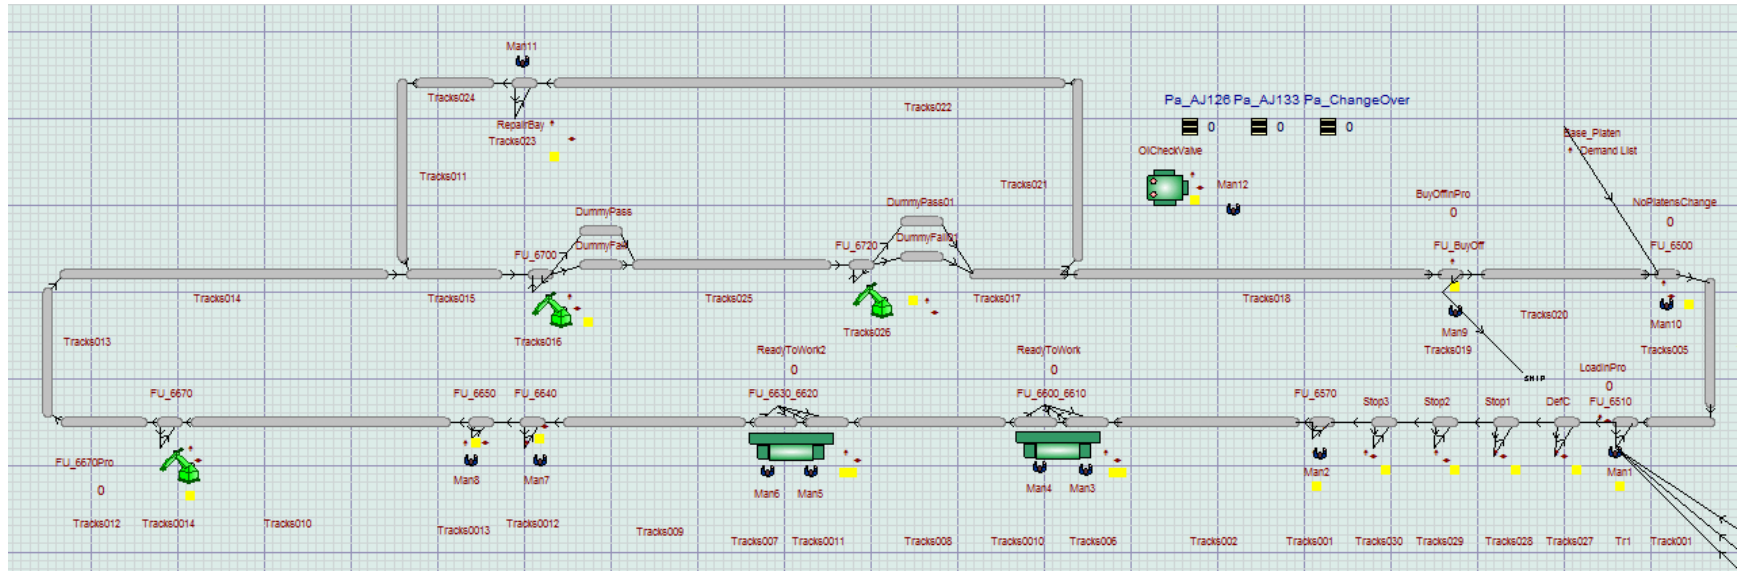 Man11
Tracks024
Tracks022
RepairBay
Tracks023
Pa_AJ126 Pa_AJ133 Pa_ChangeOver
0 0 0
Base_Platen
Demand List
OilCheckValve
Tracks011
Tracks021
Man12
DummyPass
DummyPass01
BuyOffInPro
0
NoPlatensChange
0
FU_6700
FU_6720
FU_BuyOff
FU_6500
Tracks014
Tracks015
Tracks025
Tracks017
Tracks018
Tracks020
Man10
Tracks013
Tracks016
Tracks026
Man9
Tracks019
Tracks005
ReadyToWork2
0
ReadyToWork
0
SHIP
LoadInPro
0
FU_6670
FU_6650
FU_6640
FU_6630_6620
FU_6600_6610
FU_6570
Stop3
Stop2
Stop1
DefC
FU_6510
FU_6670Pro
0
Man8
Man7
Man6
Man5
Man4
Man3
Man2
Man1
Tracks012
Tracks0014
Tracks010
Tracks0013
Tracks0012
Tracks009
Tracks007
Tracks0011
Tracks008
Tracks0010
Tracks006
Tracks002
Tracks001
Tracks030
Tracks029
Tracks028
Tracks027
Tr1
Track001